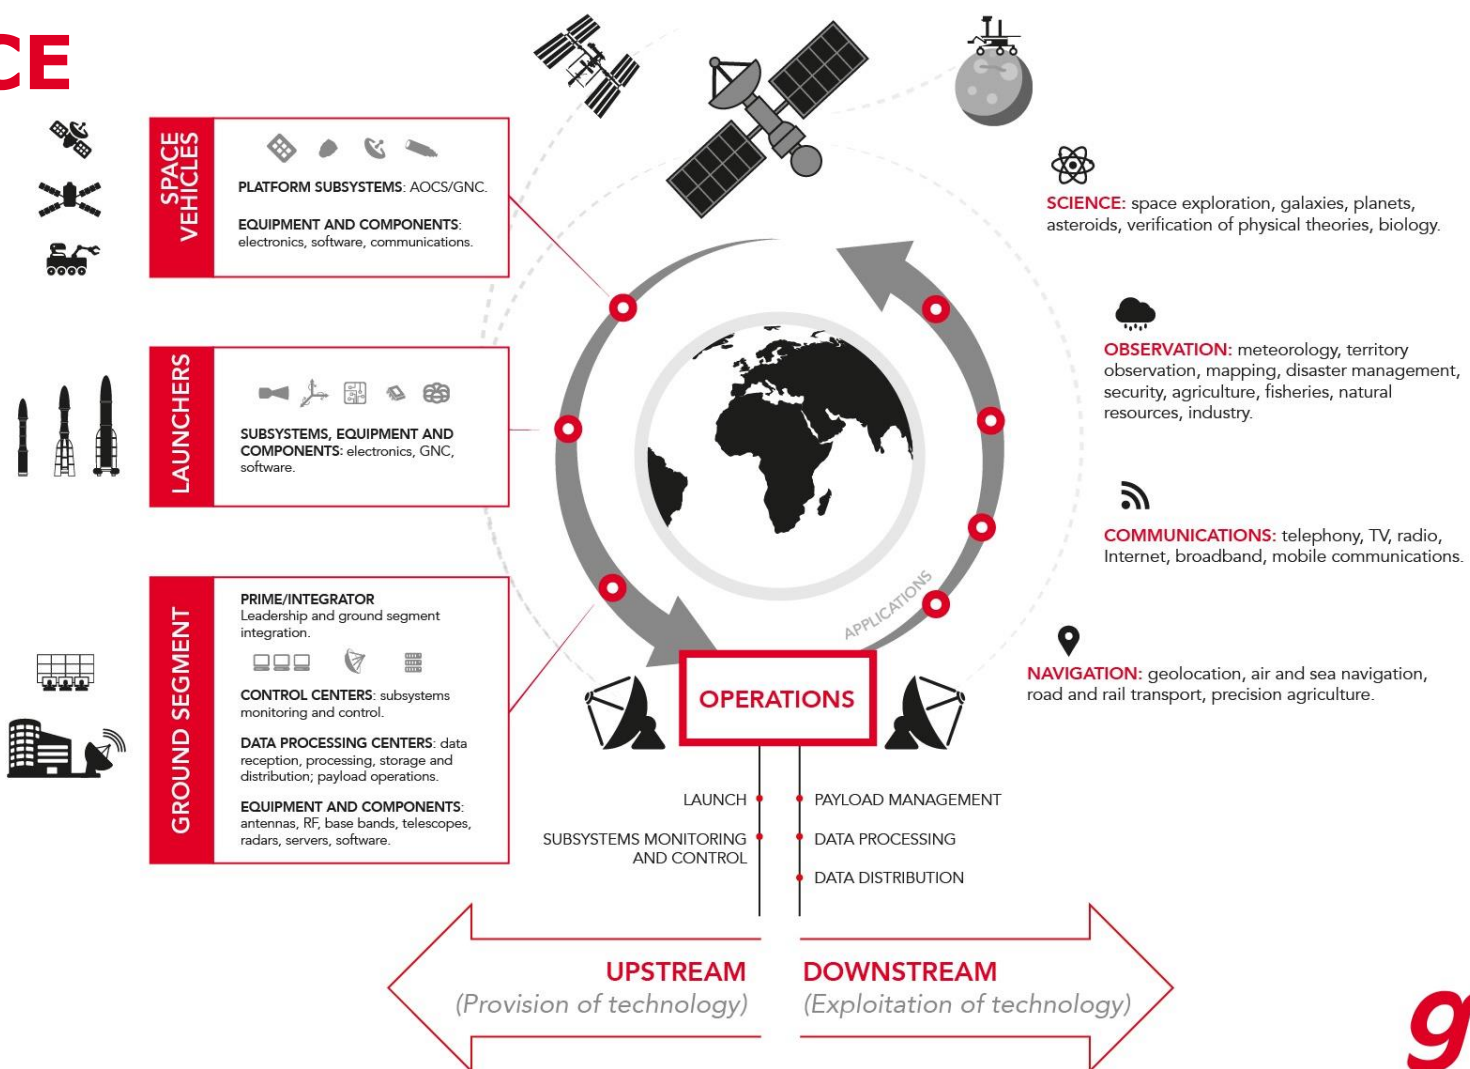 CE
SPACE
VEHICLES
PLATFORM SUBSYSTEMS: AOCS/GNC.
EQUIPMENT AND COMPONENTS:
electronics, software, communications.
LAUNCHERS
SUBSYSTEMS, EQUIPMENT AND
COMPONENTS: electronics, GNC,
software.
GROUND SEGMENT
PRIME/INTEGRATOR
Leadership and ground segment
integration.
CONTROL CENTERS: subsystems
monitoring and control.
DATA PROCESSING CENTERS: data
reception, processing, storage and
distribution; payload operations.
EQUIPMENT AND COMPONENTS:
antennas, RF, base bands, telescopes,
radars, servers, software.
SCIENCE: space exploration, galaxies, planets,
asteroids, verification of physical theories, biology.
OBSERVATION: meteorology, territory
observation, mapping, disaster management,
security, agriculture, fisheries, natural
resources, industry.
COMMUNICATIONS: telephony, TV, radio,
Internet, broadband, mobile communications.
NAVIGATION: geolocation, air and sea navigation,
road and rail transport, precision agriculture.
APPLICATIONS
OPERATIONS
LAUNCH
SUBSYSTEMS MONITORING
AND CONTROL
PAYLOAD MANAGEMENT
DATA PROCESSING
DATA DISTRIBUTION
UPSTREAM
(Provision of technology)
DOWNSTREAM
(Exploitation of technology)
g